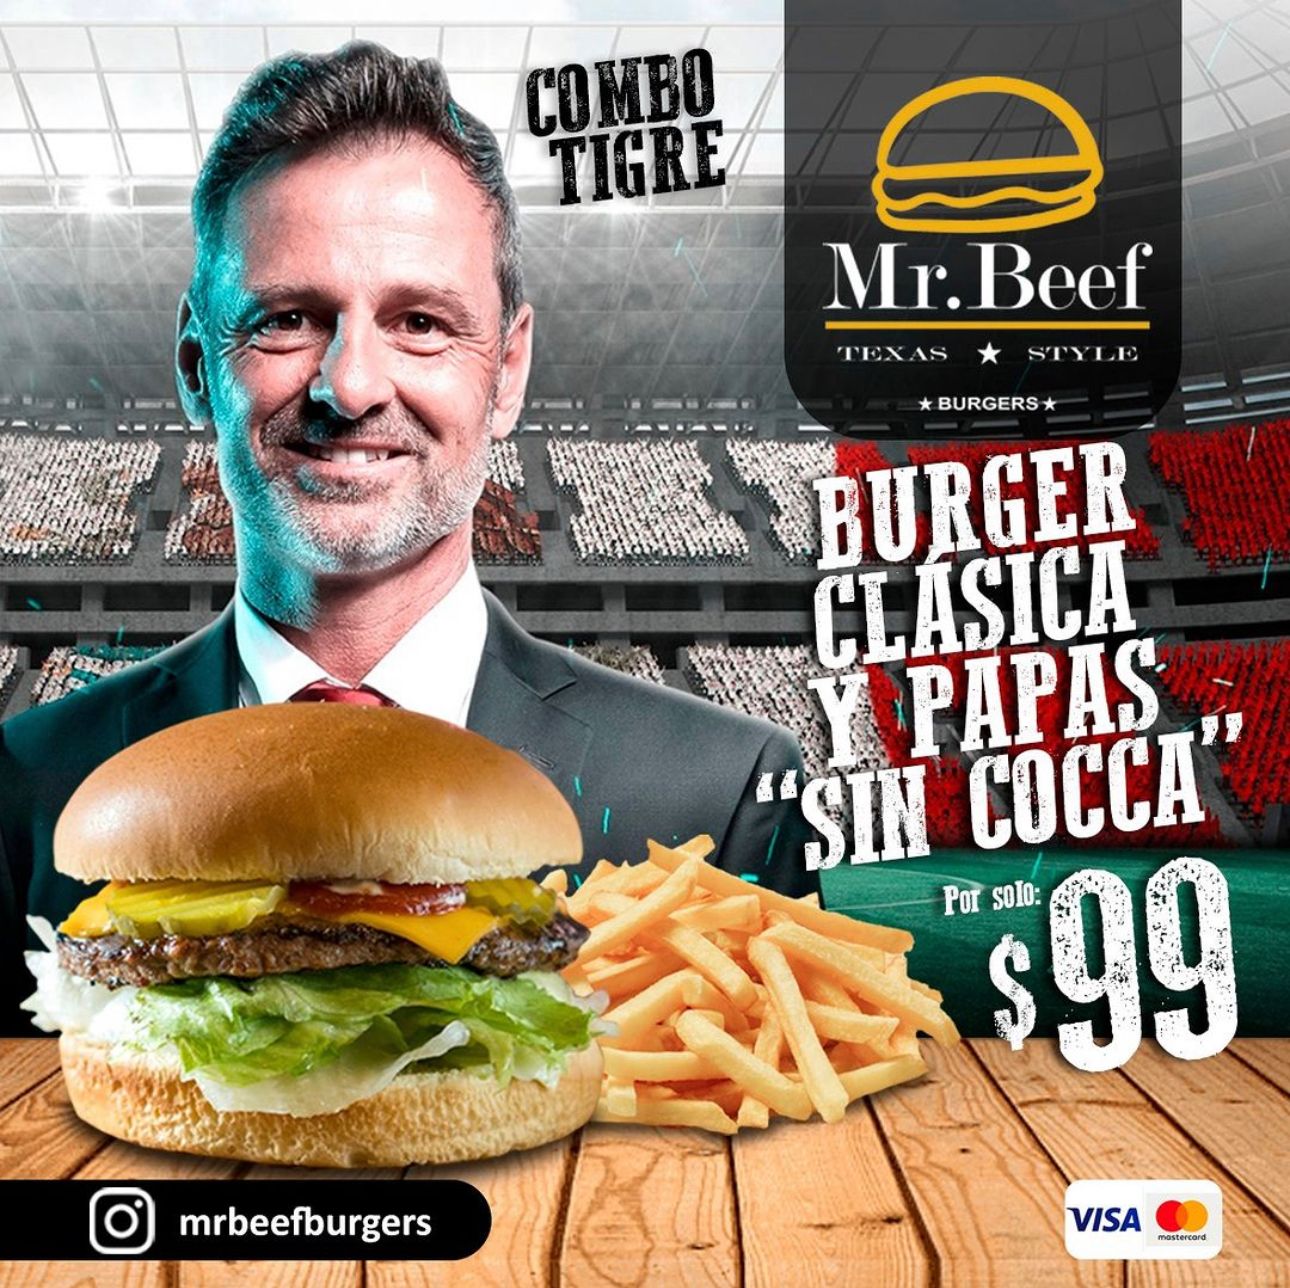 COMBO
TIGRE
Mr. Beef
TEXAS ★ STYLE
★ BURGERS ★
BURGER
CLÁSICA
Y PAPAS
“SIN COCCA”
Por solo:
$99
mrbeefburgers
VISA
mastercard